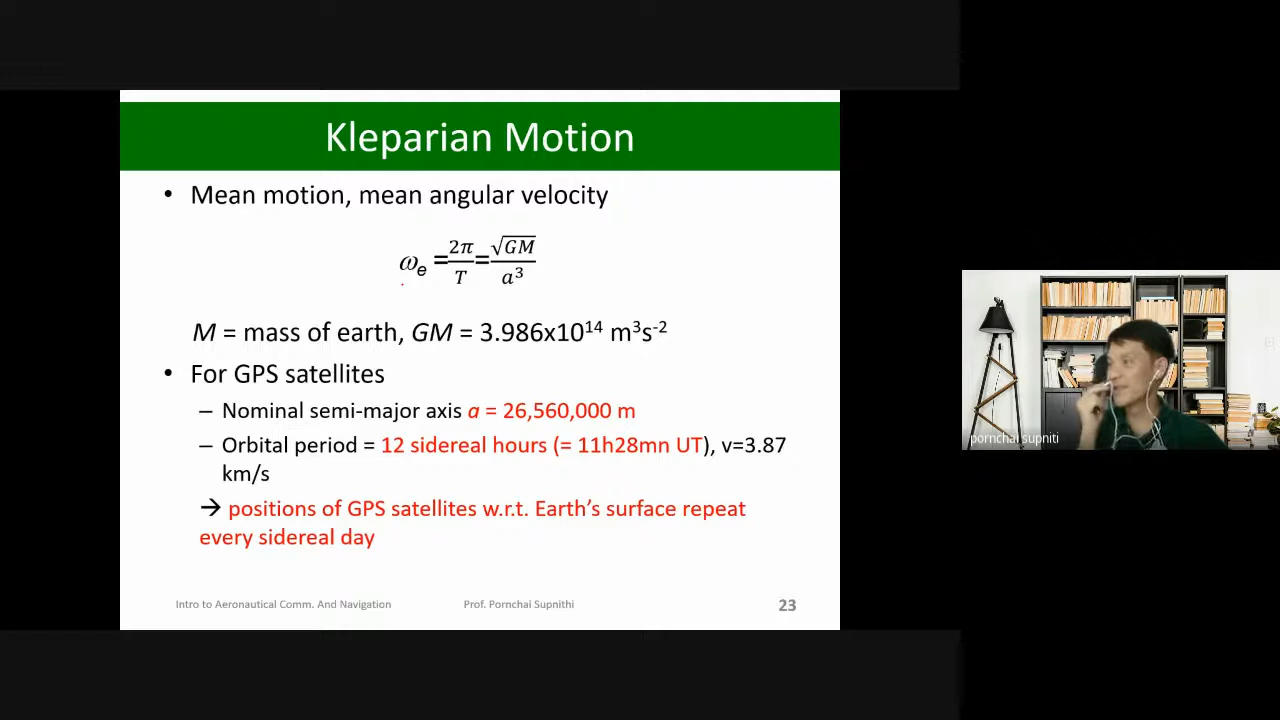 Kleparian Motion
• Mean motion, mean angular velocity
ω_e = 2π/T = √GM/a³
M = mass of earth, GM = 3.986x10¹⁴ m³s⁻²
• For GPS satellites
– Nominal semi-major axis a = 26,560,000 m
– Orbital period = 12 sidereal hours (= 11h28mn UT), v=3.87
km/s
→ positions of GPS satellites w.r.t. Earth’s surface repeat
every sidereal day
Intro to Aeronautical Comm. And Navigation Prof. Pornchai Supnithi 23
pornchai supniti